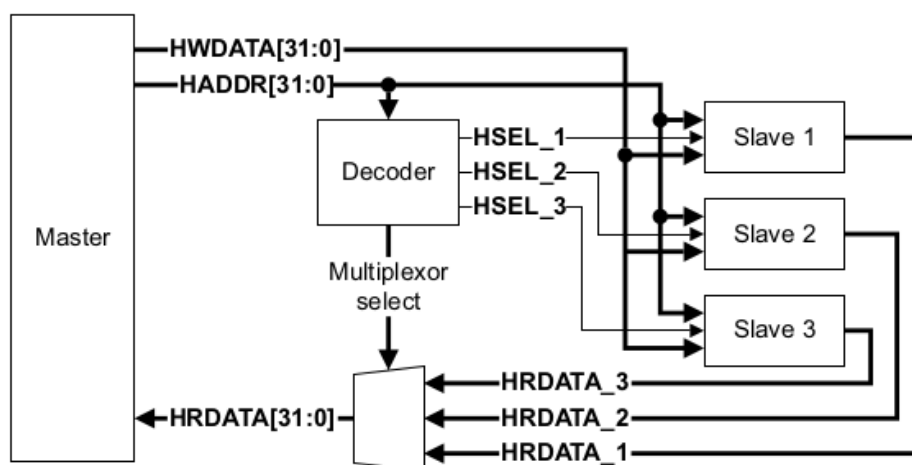 HWDATA[31:0]
HADDR[31:0]
HSEL_1
Slave 1
Decoder
HSEL_2
HSEL_3
Master
Slave 2
Multiplexor
select
Slave 3
HRDATA_3
HRDATA[31:0]
HRDATA_2
HRDATA_1